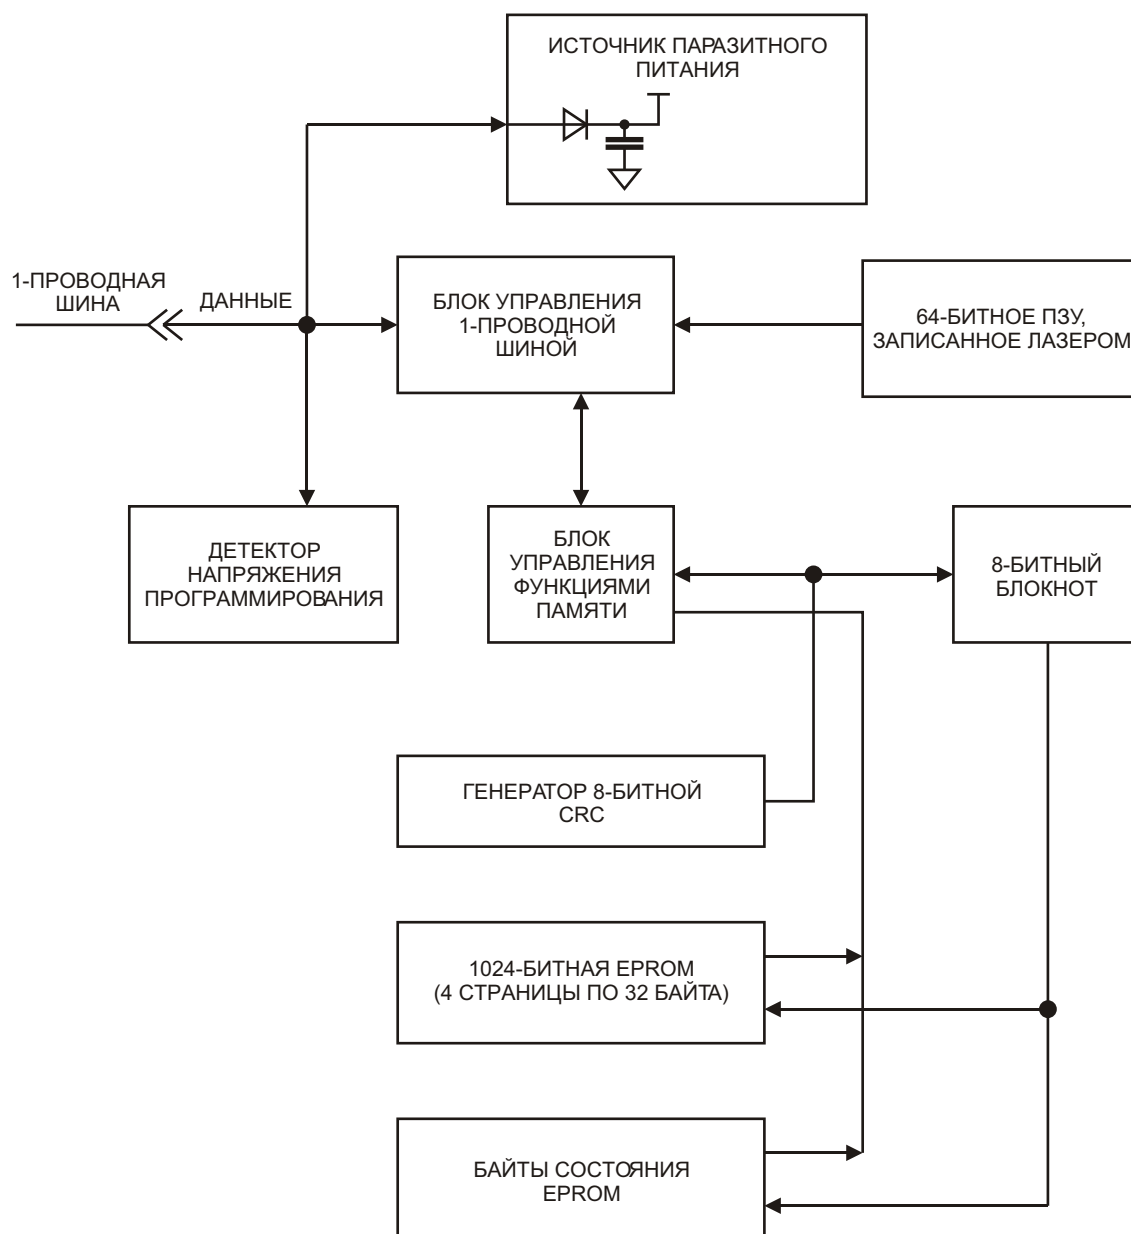 ИСТОЧНИК ПАРАЗИТНОГО
ПИТАНИЯ
1-ПРОВОДНАЯ
ШИНА
ДАННЫЕ
БЛОК УПРАВЛЕНИЯ
1-ПРОВОДНОЙ
ШИНОЙ
64-БИТНОЕ ПЗУ,
ЗАПИСАННОЕ ЛАЗЕРОМ
ДЕТЕКТОР
НАПРЯЖЕНИЯ
ПРОГРАММИРОВАНИЯ
БЛОК
УПРАВЛЕНИЯ
ФУНКЦИЯМИ
ПАМЯТИ
8-БИТНЫЙ
БЛОКНОТ
ГЕНЕРАТОР 8-БИТНОЙ
CRC
1024-БИТНАЯ EPROM
(4 СТРАНИЦЫ ПО 32 БАЙТА)
БАЙТЫ СОСТОЯНИЯ
EPROM